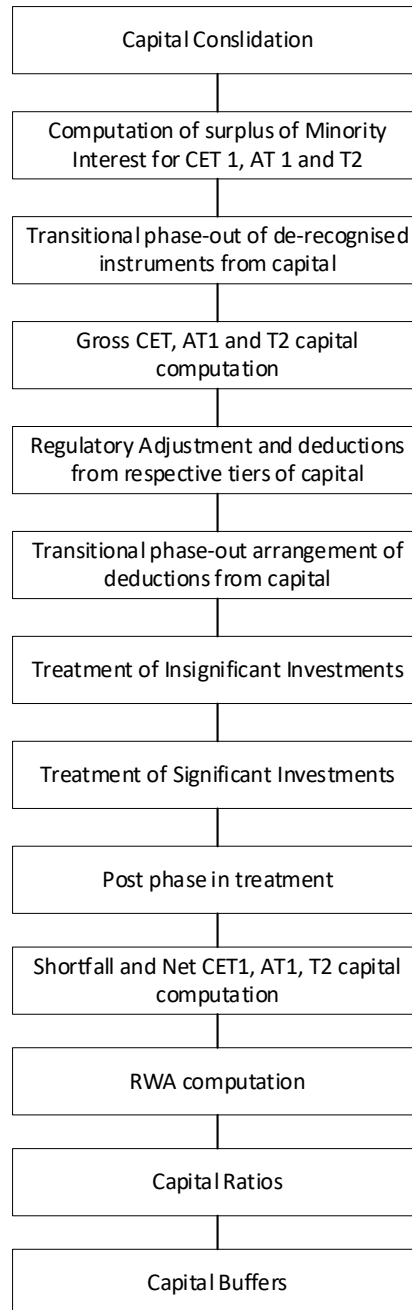 Capital Conslidation
Computation of surplus of Minority
Interest for CET 1, AT 1 and T2
Transitional phase-out of de-recognised
instruments from capital
Gross CET, AT1 and T2 capital
computation
Regulatory Adjustment and deductions
from respective tiers of capital
Transitional phase-out arrangement of
deductions from capital
Treatment of Insignificant Investments
Treatment of Significant Investments
Post phase in treatment
Shortfall and Net CET1, AT1, T2 capital
computation
RWA computation
Capital Ratios
Capital Buffers